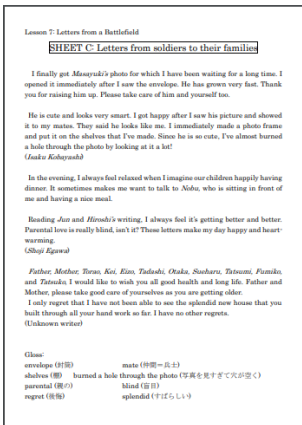 Lesson 7: Letters from a Battlefield
SHEET C: Letters from soldiers to their families
I finally got Masayuki's photo for which I have been waiting for a long time. I
opened it immediately after I saw the envelope. He has grown very fast. Thank
you for raising him up. Please take care of him and yourself too.
He is cute and looks very smart. I got happy after I saw his picture and showed
it to my mates. They said he looks like me. I immediately made a photo frame
and put it on the shelves that I've made. Since he is so cute, I've almost burned
a hole through the photo by looking at it a lot!
(Isaku Kobayashi)
In the evening, I always feel relaxed when I imagine our children happily having
dinner. It sometimes makes me want to talk to Nobu, who is sitting in front of
me and having a nice meal.
Reading Jun and Hiroshi's writing, I always feel it's getting better and better.
Parental love is really blind, isn't it? These letters make my day happy and heart-
warming.
(Shoji Egawa)
Father, Mother, Torao, Kei, Eizo, Tadashi, Otaka, Sueharu, Tatsumi, Fumiko,
and Tatsuko, I would like to wish you all good health and long life. Father and
Mother, please take good care of yourselves as you are getting older.
I only regret that I have not been able to see the splendid new house that you
built through all your hand work so far. I have no other regrets.
(Unknown writer)
Gloss:
envelope (封筒) mate (仲間=兵士)
shelves (棚) burned a hole through the photo (写真を見すぎて穴が空く)
parental (親の) blind (盲目)
regret (後悔) splendid (すばらしい)